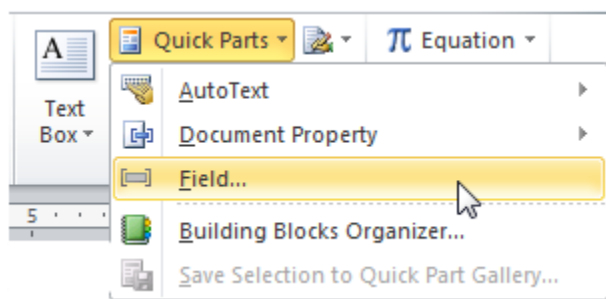 A
Text
Box
Quick Parts
π Equation
AutoText
Document Property
Field...
5
Building Blocks Organizer...
Save Selection to Quick Part Gallery...